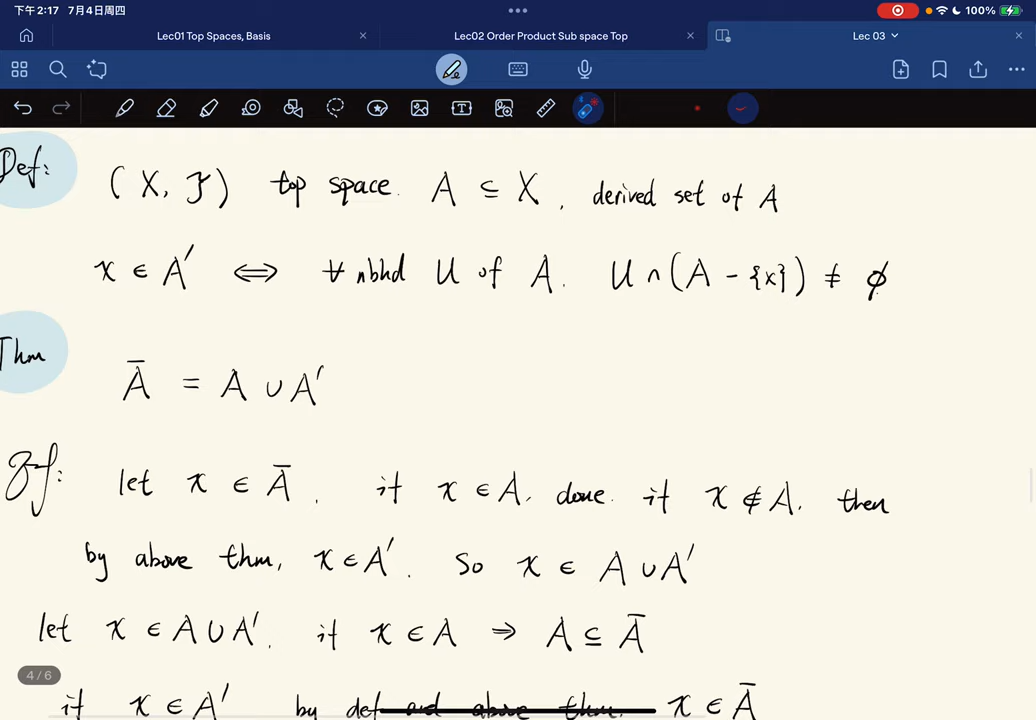 下午2:17 7月4日周四
100%
Lec01 Top Spaces, Basis
Lec02 Order Product Sub space Top
Lec 03
Def: (X, 𝒯) top space. A ⊆ X, derived set of A
x ∈ A′ ⇔ ∀ nbhd U of A. U ∩ (A - {x}) ≠ ∅
Thm
Ā = A ∪ A′
Pf: let x ∈ Ā. if x ∈ A, done. if x ∉ A, then
by above thm, x ∈ A′. So x ∈ A ∪ A′
let x ∈ A ∪ A′. if x ∈ A ⇒ A ⊆ Ā
4 / 6
if x ∈ A′ by def and above thm. x ∈ Ā